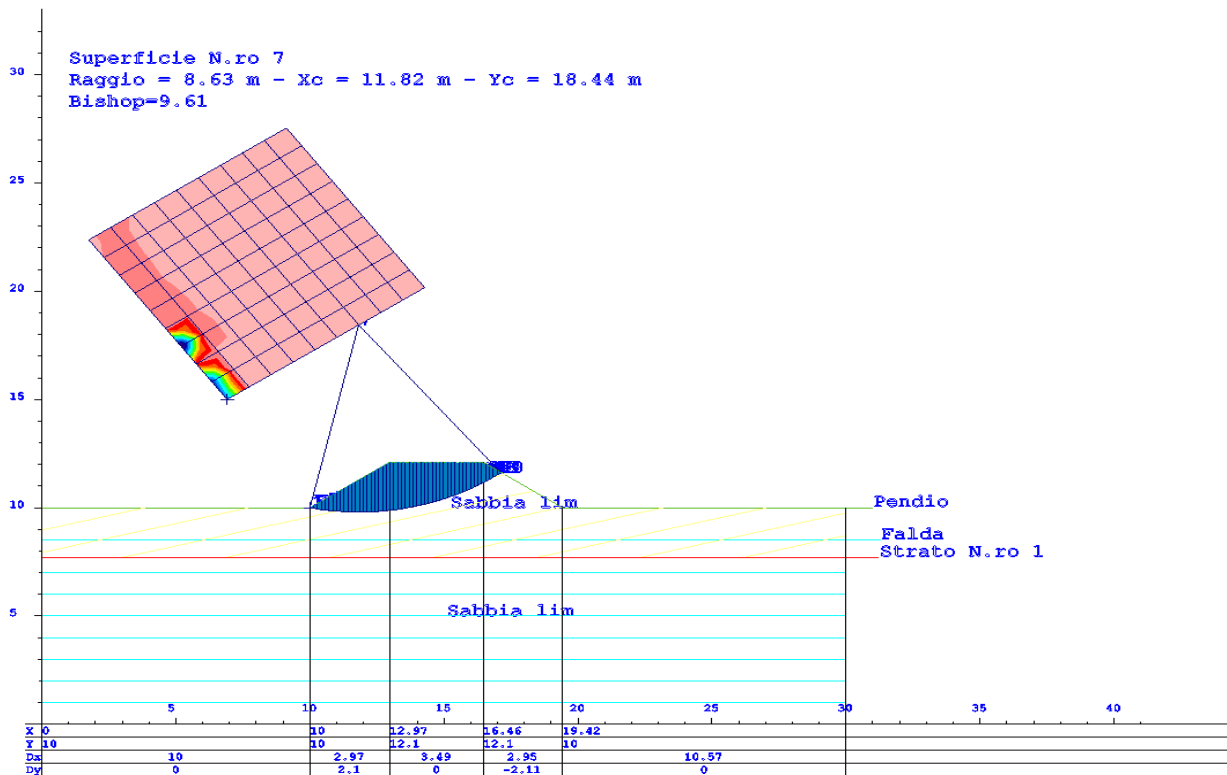 Superficie N.ro 7
Raggio = 8.63 m - Xc = 11.82 m - Yc = 18.44 m
Bishop=9.61
30
25
20
15
10
5
Sabbia lim
Pendio
Falda
Strato N.ro 1
Sabbia lim
5 10 15 20 25 30 35 40
X 0 10 12.97 16.46 19.42
Y 10 10 12.1 12.1 10
Dx 10 2.97 3.49 2.95 10.57
Dy 0 2.1 0 -2.11 0